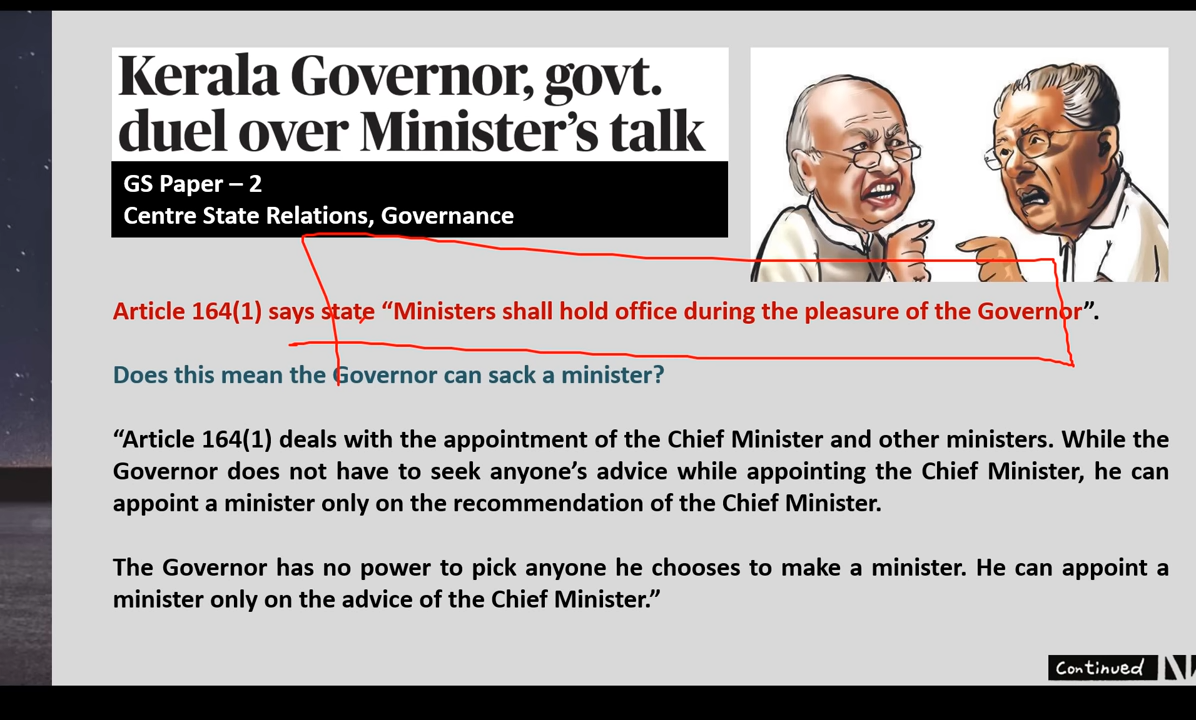 Kerala Governor, govt.
duel over Minister's talk
GS Paper – 2
Centre State Relations, Governance
Article 164(1) says state “Ministers shall hold office during the pleasure of the Governor”.
Does this mean the Governor can sack a minister?
“Article 164(1) deals with the appointment of the Chief Minister and other ministers. While the
Governor does not have to seek anyone’s advice while appointing the Chief Minister, he can
appoint a minister only on the recommendation of the Chief Minister.
The Governor has no power to pick anyone he chooses to make a minister. He can appoint a
minister only on the advice of the Chief Minister.”
Continued